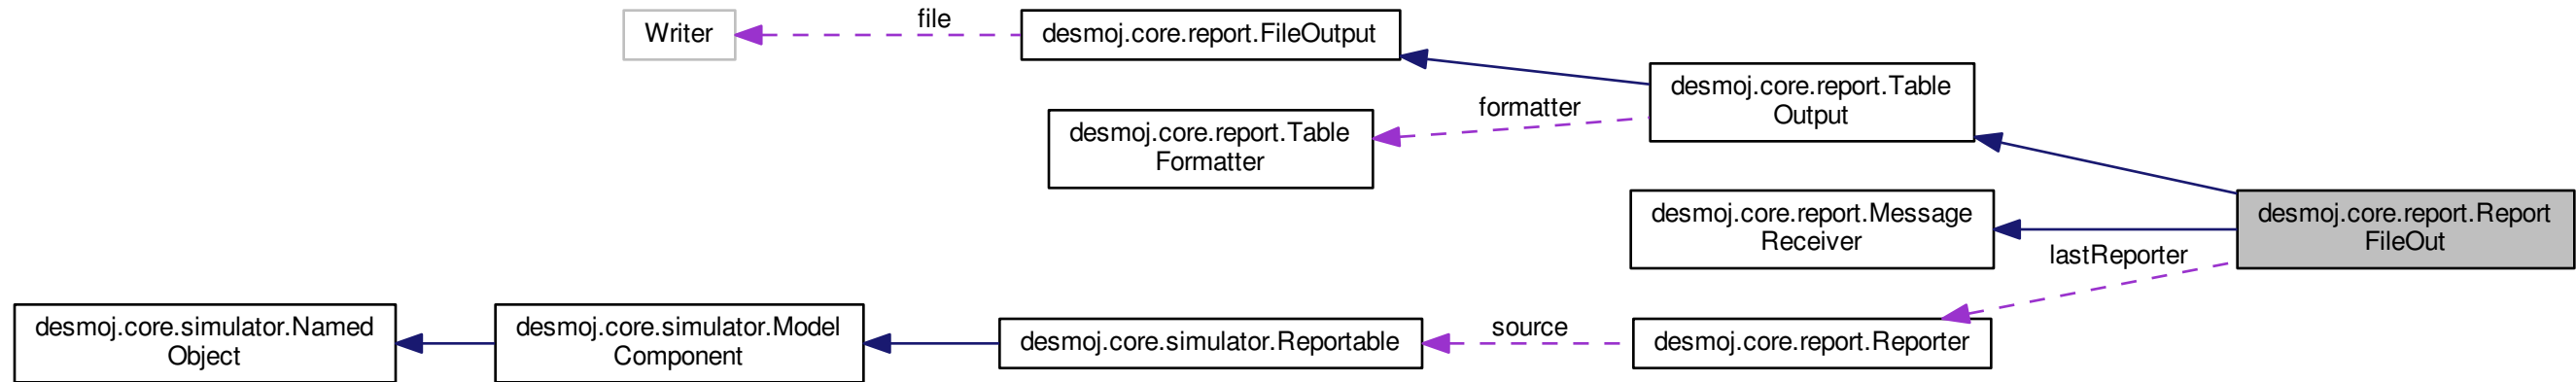 Writer
file
desmoj.core.report.FileOutput
desmoj.core.report.Table
Output
formatter
desmoj.core.report.Table
Formatter
desmoj.core.report.Message
Receiver
desmoj.core.report.Report
FileOut
lastReporter
desmoj.core.simulator.Named
Object
desmoj.core.simulator.Model
Component
desmoj.core.simulator.Reportable
source
desmoj.core.report.Reporter